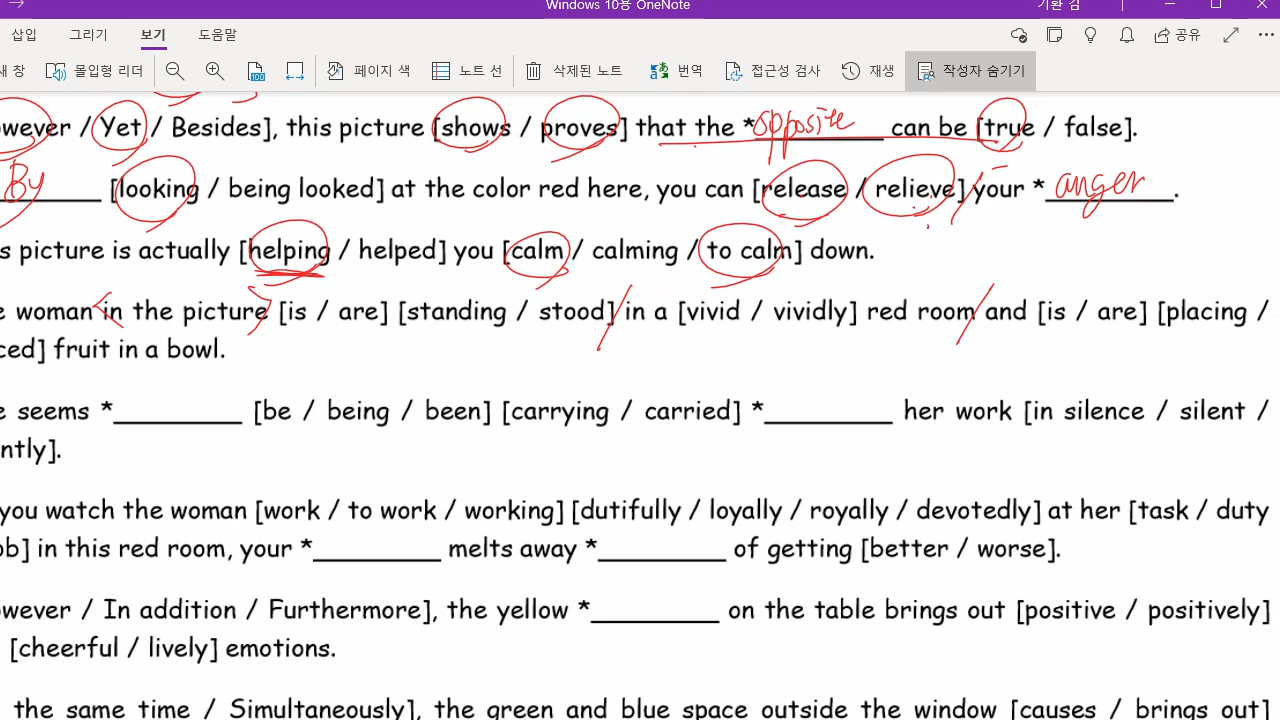 Windows 10용 OneNote
기환 김
삽입 그리기 보기 도움말
공유
새 창 몰입형 리더 페이지 색 노트 선 삭제된 노트 번역 접근성 검사 재생 작성자 숨기기
owever / Yet / Besides], this picture [shows / proves] that the *opposite can be [true / false].
By [looking / being looked] at the color red here, you can [release / relieve] your *anger.
s picture is actually [helping / helped] you [calm / calming / to calm] down.
e woman in the picture [is / are] [standing / stood] in a [vivid / vividly] red room and [is / are] [placing /
ced] fruit in a bowl.
e seems *_________ [be / being / been] [carrying / carried] *_________ her work [in silence / silent /
ntly].
you watch the woman [work / to work / working] [dutifully / loyally / royally / devotedly] at her [task / duty
ob] in this red room, your *_________ melts away *_________ of getting [better / worse].
owever / In addition / Furthermore], the yellow *_________ on the table brings out [positive / positively]
[cheerful / lively] emotions.
the same time / Simultaneously], the green and blue space outside the window [causes / brings out]